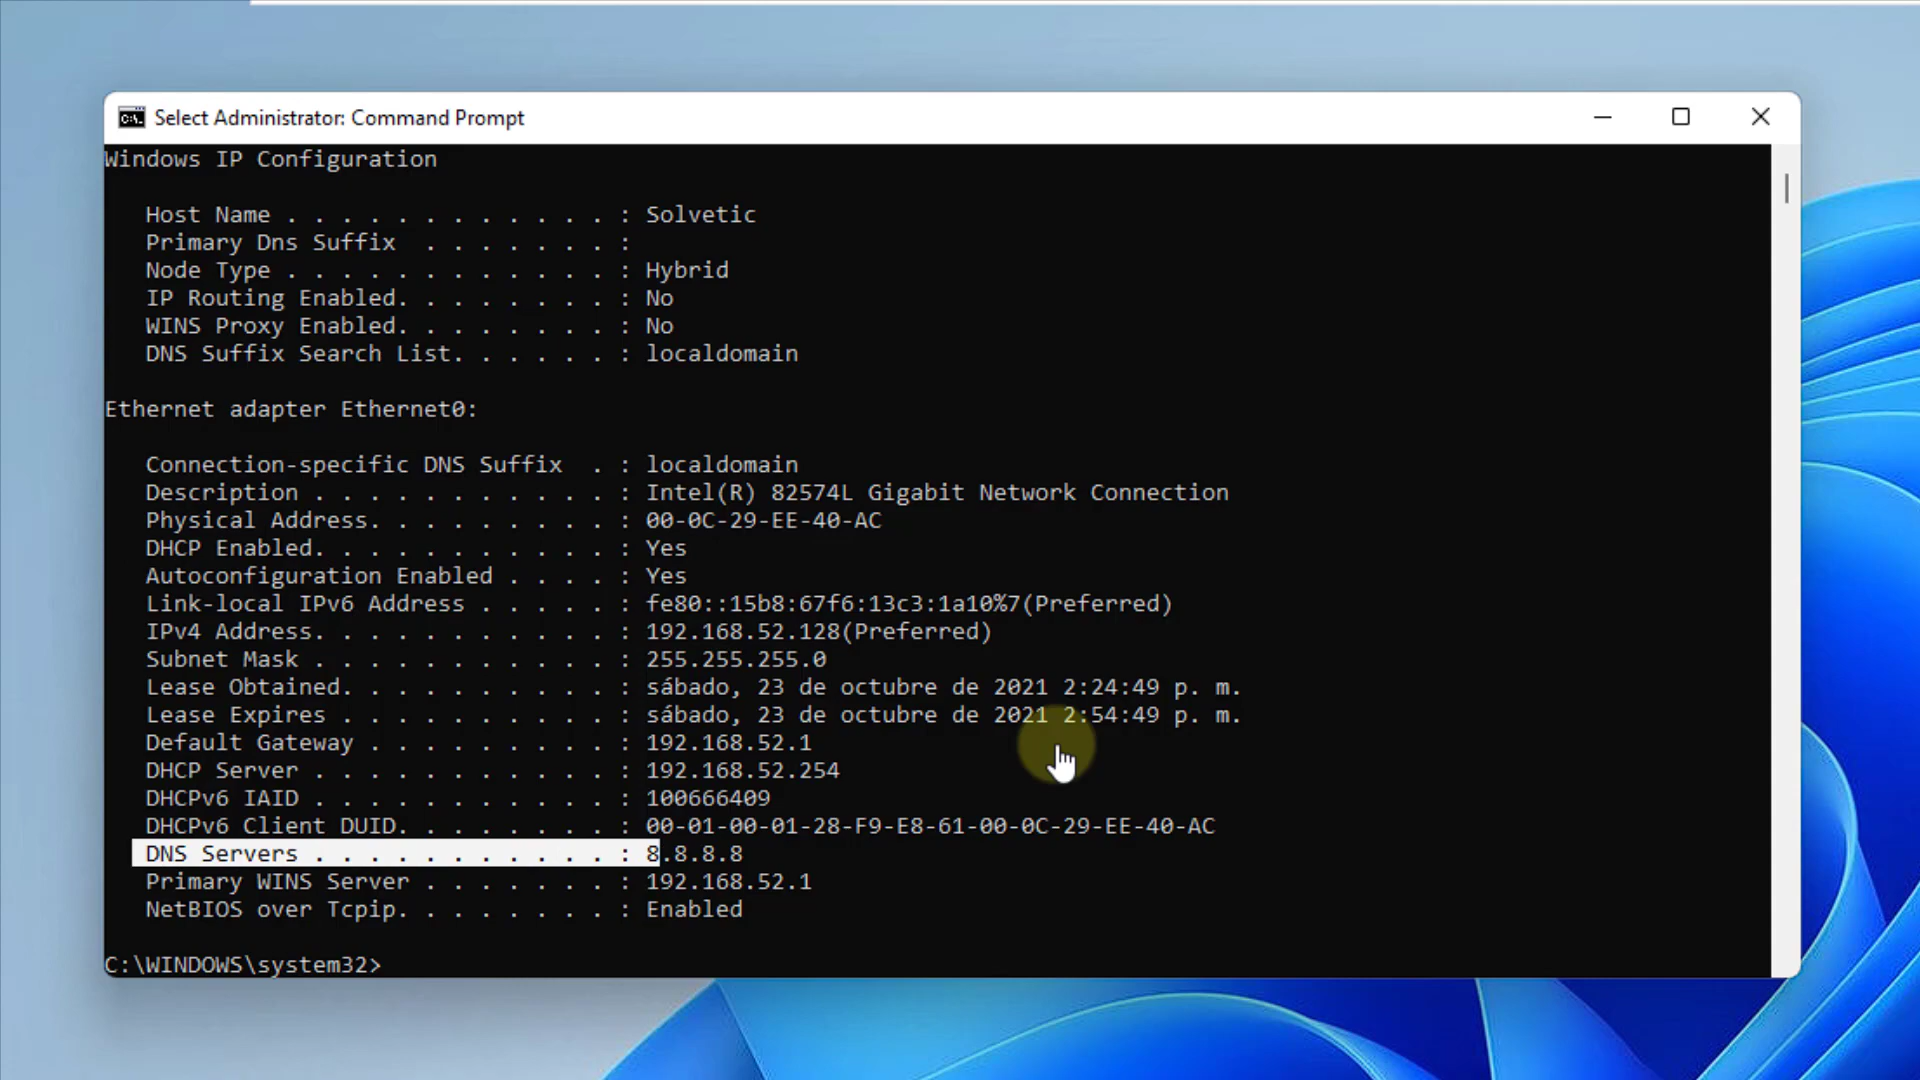 Select Administrator: Command Prompt
Windows IP Configuration
Host Name . . . . . . . . . . . . : Solvetic
Primary Dns Suffix  . . . . . . . :
Node Type . . . . . . . . . . . . : Hybrid
IP Routing Enabled. . . . . . . . : No
WINS Proxy Enabled. . . . . . . . : No
DNS Suffix Search List. . . . . . : localdomain
Ethernet adapter Ethernet0:
Connection-specific DNS Suffix  . : localdomain
Description . . . . . . . . . . . : Intel(R) 82574L Gigabit Network Connection
Physical Address. . . . . . . . . : 00-0C-29-EE-40-AC
DHCP Enabled. . . . . . . . . . . : Yes
Autoconfiguration Enabled . . . . : Yes
Link-local IPv6 Address . . . . . : fe80::15b8:67f6:13c3:1a10%7(Preferred)
IPv4 Address. . . . . . . . . . . : 192.168.52.128(Preferred)
Subnet Mask . . . . . . . . . . . : 255.255.255.0
Lease Obtained. . . . . . . . . . : sábado, 23 de octubre de 2021 2:24:49 p. m.
Lease Expires . . . . . . . . . . : sábado, 23 de octubre de 2021 2:54:49 p. m.
Default Gateway . . . . . . . . . : 192.168.52.1
DHCP Server . . . . . . . . . . . : 192.168.52.254
DHCPv6 IAID . . . . . . . . . . . : 100666409
DHCPv6 Client DUID. . . . . . . . : 00-01-00-01-28-F9-E8-61-00-0C-29-EE-40-AC
DNS Servers . . . . . . . . . . . : 8.8.8.8
Primary WINS Server . . . . . . . : 192.168.52.1
NetBIOS over Tcpip. . . . . . . . : Enabled
C:\WINDOWS\system32>